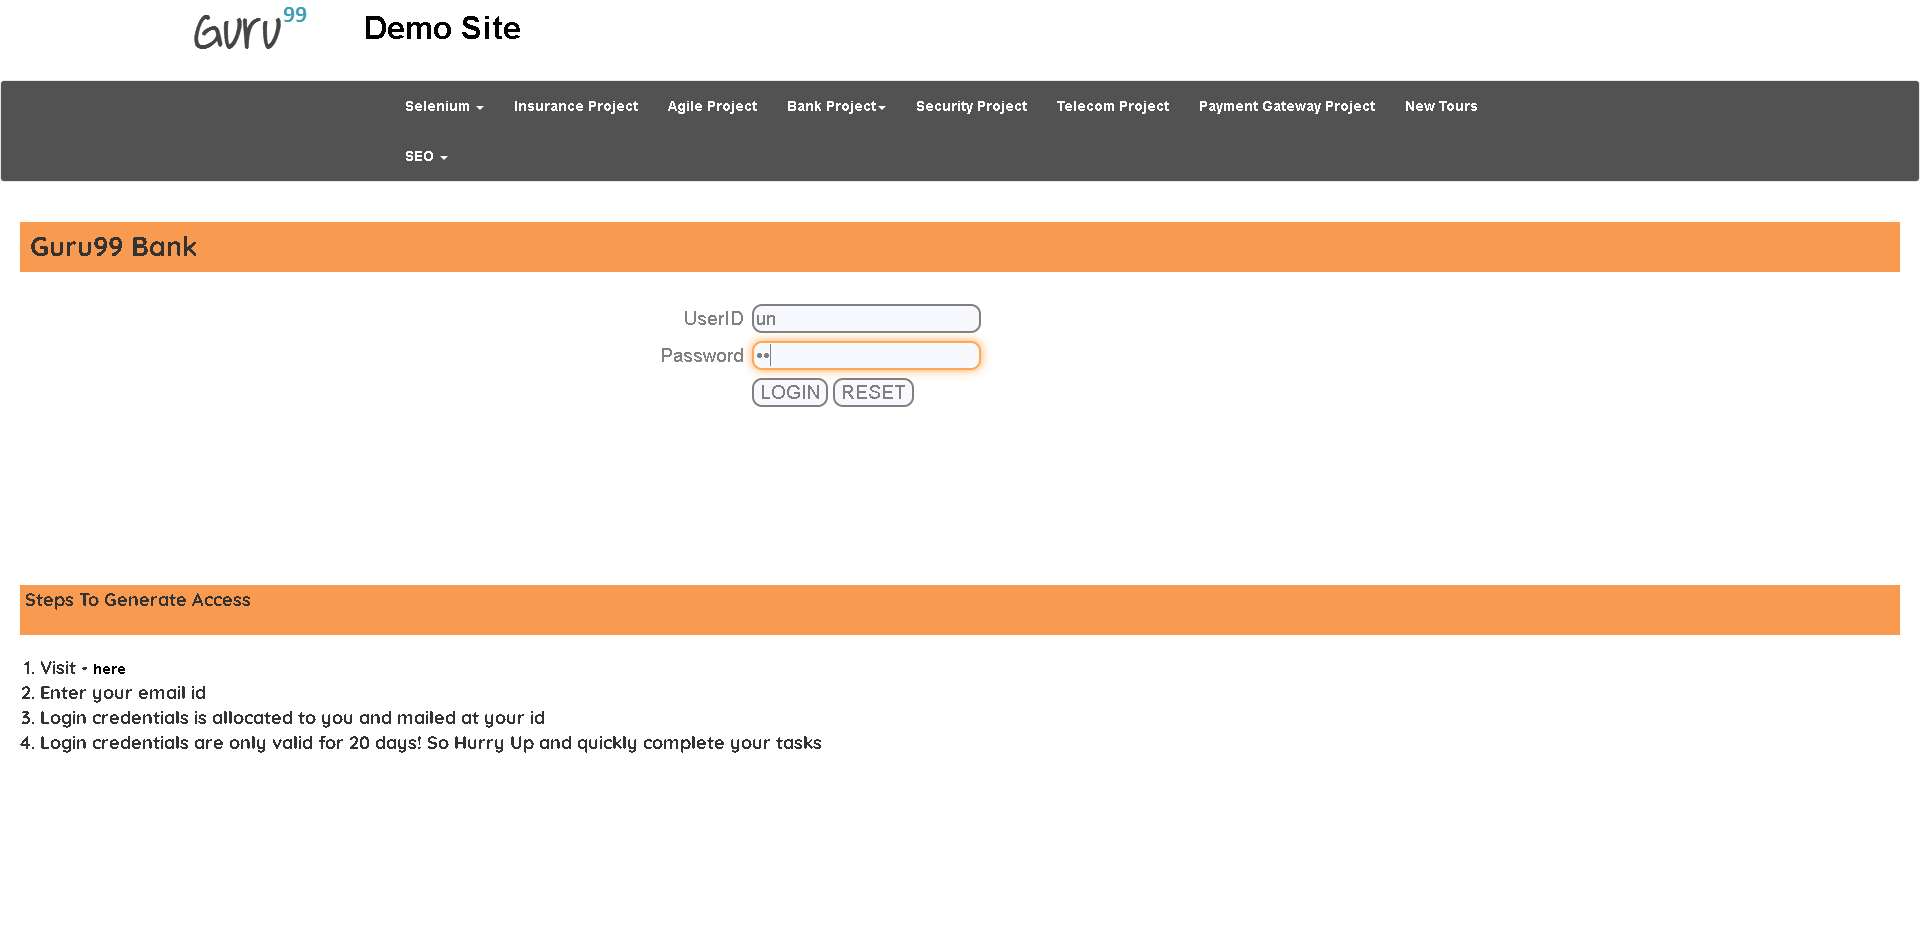 Guru99 Demo Site
Selenium Insurance Project Agile Project Bank Project Security Project Telecom Project Payment Gateway Project New Tours
SEO
Guru99 Bank
UserID un
Password ••
LOGIN RESET
Steps To Generate Access
1. Visit - here
2. Enter your email id
3. Login credentials is allocated to you and mailed at your id
4. Login credentials are only valid for 20 days! So Hurry Up and quickly complete your tasks